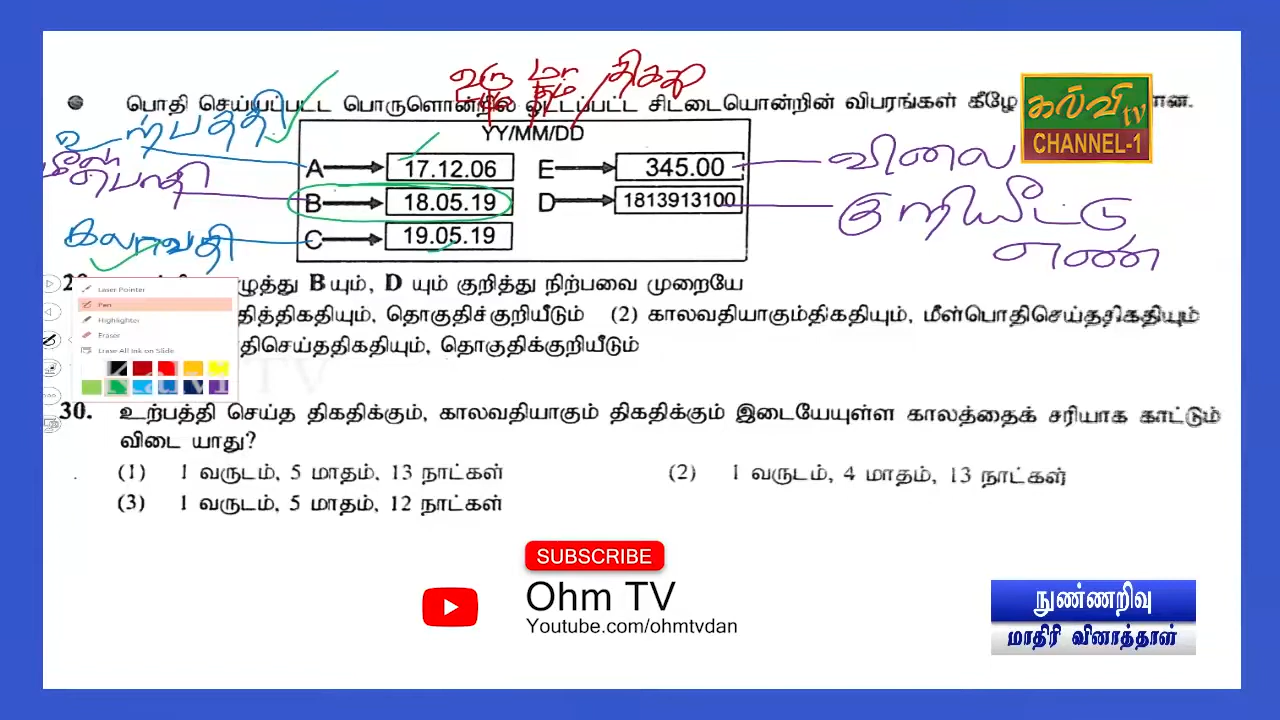 வரு மா / திகதி
டம் தம்
● பொதி செய்யப்பட்ட பொருளொன்றில் ஒட்டப்பட்ட சிட்டையொன்றின் விபரங்கள் கீழே
கல்வி tv
CHANNEL-1
உற்பத்தி
YY/MM/DD
A 17.12.06 E 345.00 விலை
மீள் பொதி
B 18.05.19 D 1813913100 குறியீட்டு எண்
காலாவதி
C 19.05.19
B யும், D யும் குறித்து நிற்பவை முறையே
Laser Pointer
Pen
Highlighter
Eraser
Erase All Ink on Slide
தித்திகதியும், தொகுதிச்குறியீடும் (2) காலவதியாகும்திகதியும், மீள்பொதிசெய்ததிகதியும்
திசெய்ததிகதியும், தொகுதிக்குறியீடும்
30. உற்பத்தி செய்த திகதிக்கும், காலவதியாகும் திகதிக்கும் இடையேயுள்ள காலத்தைக் சரியாக காட்டும்
விடை யாது?
(1) 1 வருடம், 5 மாதம், 13 நாட்கள் (2) 1 வருடம், 4 மாதம், 13 நாட்கள்
(3) 1 வருடம், 5 மாதம், 12 நாட்கள்
SUBSCRIBE
Ohm TV
Youtube.com/ohmtvdan
நுண்ணறிவு
மாதிரி வினாத்தாள்